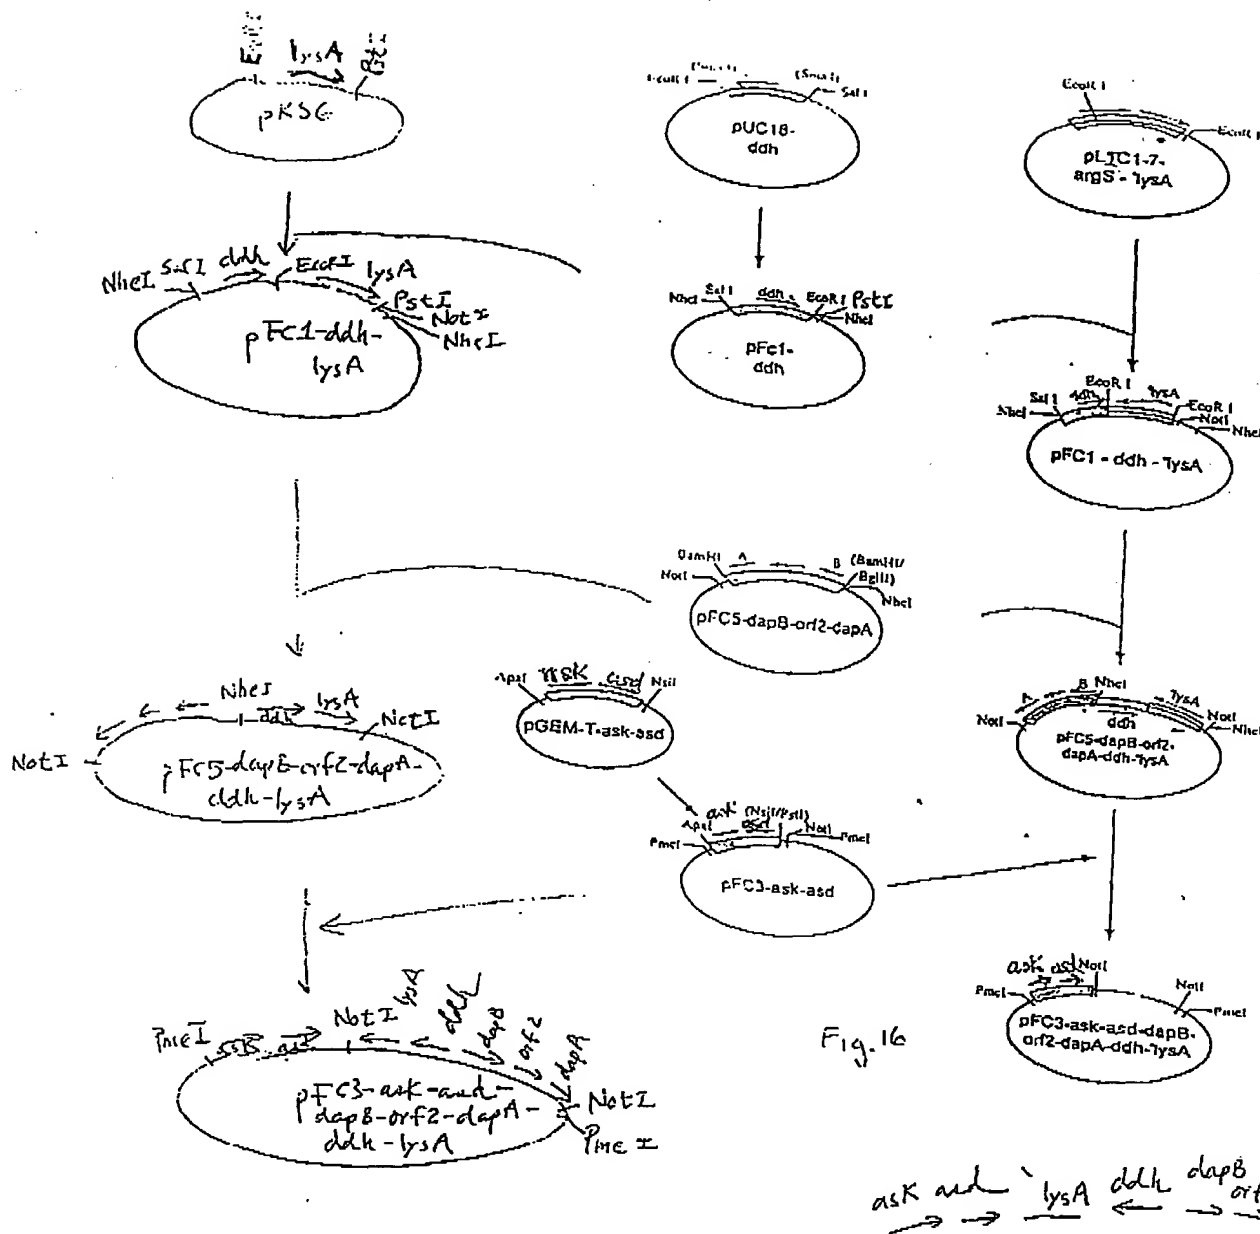 lysA
pKSG
pUC18-
ddh
SalI
EcoRI
EcoRI
pLTC1-7-
argS-lysA
NheI
ddh
EcoRI
lysA
PstI
NotI
NheI
pFC1-ddh-
lysA
SalI
ddh
EcoRI
PstI
NheI
NheI
pFC1-
ddh
SalI
ddh
EcoRI
lysA
EcoRI
NotI
NheI
NheI
pFC1 - ddh - lysA
BamHI
A
B
(BamHI/
BglII)
NotI
NheI
pFC5-dapB-orf2-dapA
NheI
ddh
lysA
NotI
NotI
pFC5-dapB-orf2-dapA-
ddh-lysA
ApaI
ask
asd
NsiI
pGEM-T-ask-asd
A
B
NheI
lysA
NotI
ddh
NotI
NheI
pFC5-dapB-orf2-
dapA-ddh-lysA
ask
(NsiI/PstI)
ApaI
asd
NotI
PmeI
PmeI
pFC3-ask-asd
ask
asd
NotI
NotI
PmeI
PmeI
pFC3-ask-asd-dapB-
orf2-dapA-ddh-lysA
Fig.16
PmeI
ask
asd
NotI
lysA
ddh
dapB
orf2
dapA
NotI
PmeI
pFC3-ask-asd-
dapB-orf2-dapA-
ddh-lysA
ask
asd
lysA
ddh
dapB